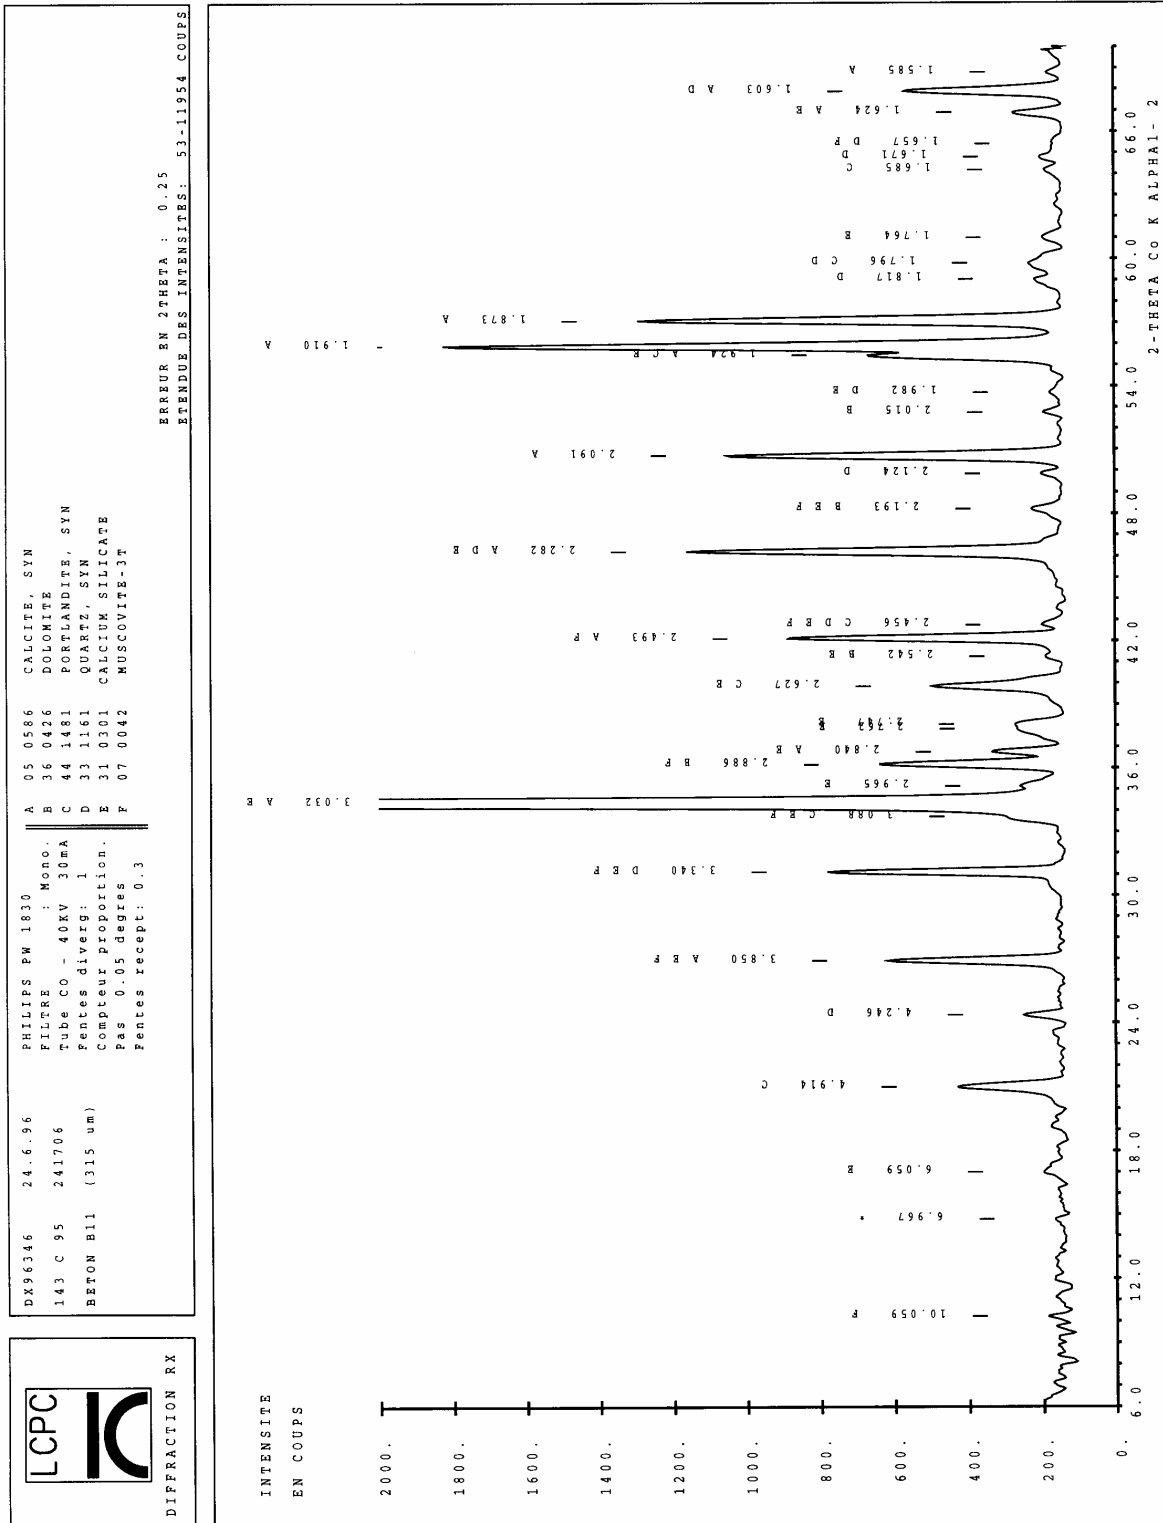 LCPC
DIFFRACTION RX
DX96346 24.6.96
143 C 95 241706
BETON B11 (315 um)
PHILIPS PW 1830
FILTRE : Mono.
Tube CO - 40KV 30mA
Fentes diverg: 1
Compteur proportion.
Pas 0.05 degres
Fentes recept: 0.3
A 05 0586 CALCITE, SYN
B 36 0426 DOLOMITE
C 44 1481 PORTLANDITE, SYN
D 33 1161 QUARTZ, SYN
E 31 0301 CALCIUM SILICATE
F 07 0042 MUSCOVITE-3T
ERREUR EN 2THETA : 0.25
ETENDUE DES INTENSITES: 53-11954 COUPS
INTENSITE
EN COUPS
2000.
1800.
1600.
1400.
1200.
1000.
800.
600.
400.
200.
0.
10.059 F
6.967 *
6.059 E
4.914 C
4.246 D
3.850 A E F
3.340 D E F
3.088 C E F
3.032 A E
2.965 E
2.886 B F
2.840 A E
2.747 E
2.627 C E
2.542 B E
2.493 A F
2.456 C D E F
2.282 A D E
2.193 B E F
2.124 D
2.091 A
2.015 B
1.982 D E
1.924 A C E
1.910 A
1.873 A
1.817 D
1.796 C D
1.764 E
1.685 C
1.671 D
1.657 D F
1.624 A E
1.603 A D
1.585 A
6.0 12.0 18.0 24.0 30.0 36.0 42.0 48.0 54.0 60.0 66.0
2-THETA Co K ALPHA1- 2